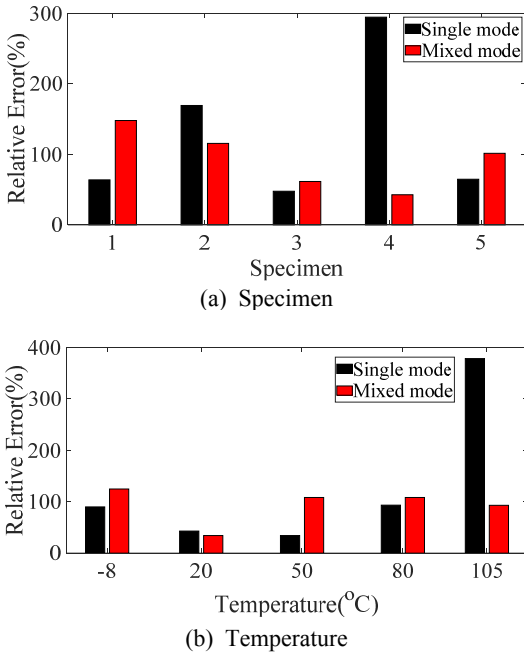 300
200
100
0
Relative Error(%)
Single mode
Mixed mode
1 2 3 4 5
Specimen
(a) Specimen
400
300
200
100
0
Relative Error(%)
Single mode
Mixed mode
-8 20 50 80 105
Temperature(°C)
(b) Temperature